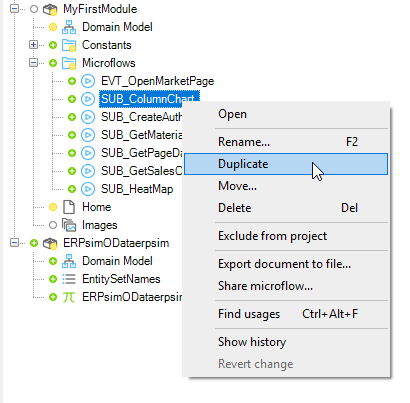 MyFirstModule
Domain Model
Constants
Microflows
EVT_OpenMarketPage
SUB_ColumnChart
SUB_CreateAuth
SUB_GetMateria
SUB_GetPageDa
SUB_GetSalesO
SUB_HeatMap
Home
Images
ERPsimODataerpsim
Domain Model
EntitySetNames
ERPsimODataerpsim
Open
Rename... F2
Duplicate
Move...
Delete Del
Exclude from project
Export document to file...
Share microflow...
Find usages Ctrl+Alt+F
Show history
Revert change